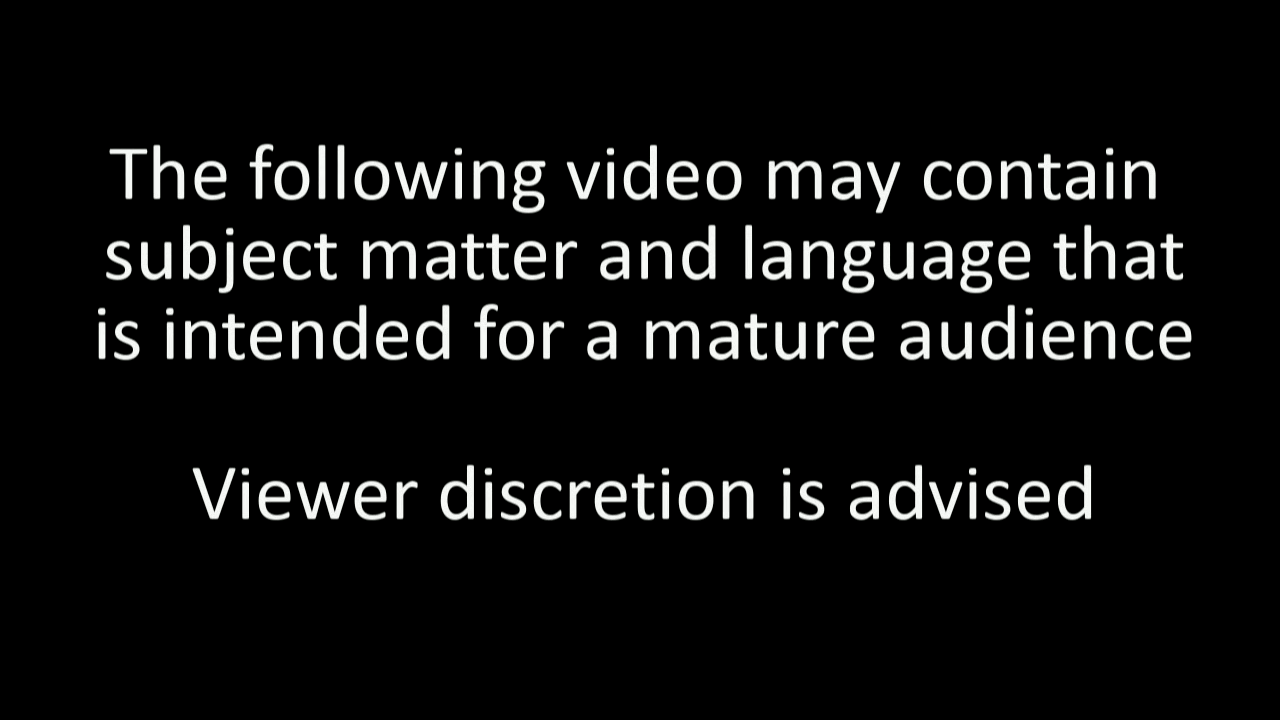 The following video may contain
subject matter and language that
is intended for a mature audience
Viewer discretion is advised